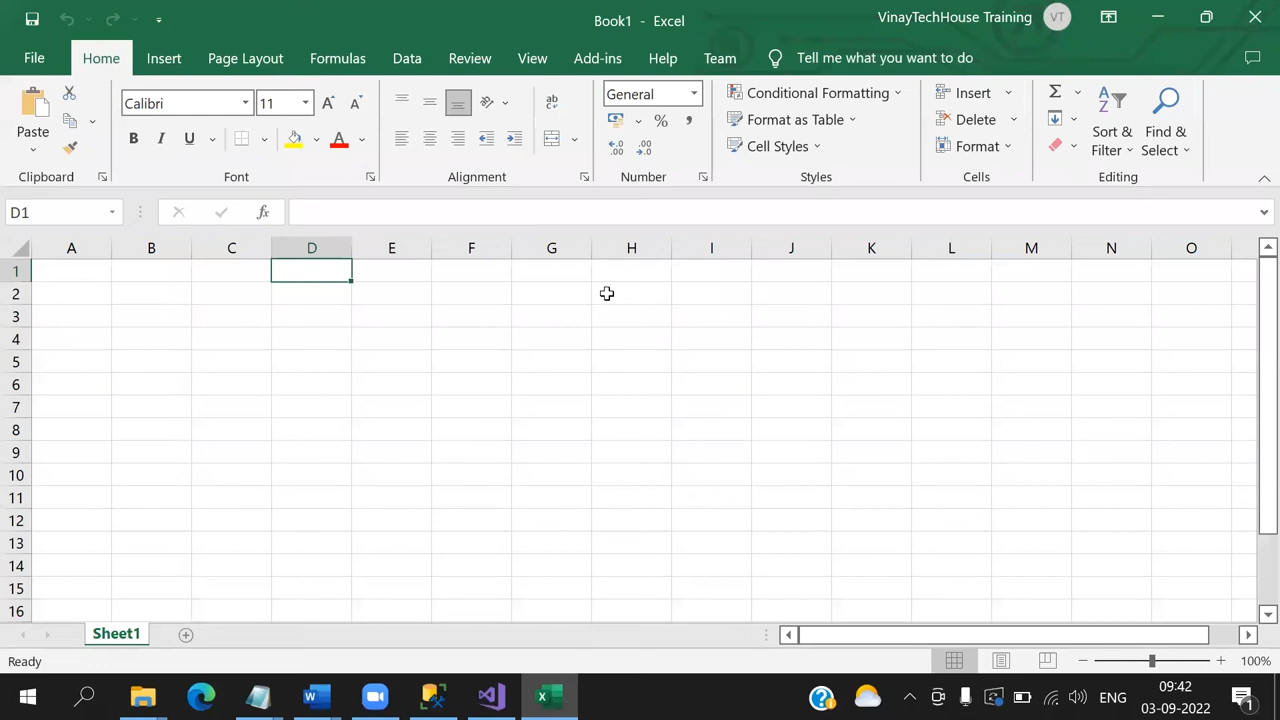 Book1 - Excel
VinayTechHouse Training VT
File Home Insert Page Layout Formulas Data Review View Add-ins Help Team Tell me what you want to do
Paste
Calibri 11
ab
General
Conditional Formatting
Insert
Σ
B I U A
% ,
Format as Table
Delete
Sort & Filter
Find & Select
Cell Styles
Format
Clipboard Font Alignment Number Styles Cells Editing
D1 fx
A B C D E F G H I J K L M N O
1
2
3
4
5
6
7
8
9
10
11
12
13
14
15
16
Sheet1
Ready 100%
ENG 09:42
03-09-2022 1